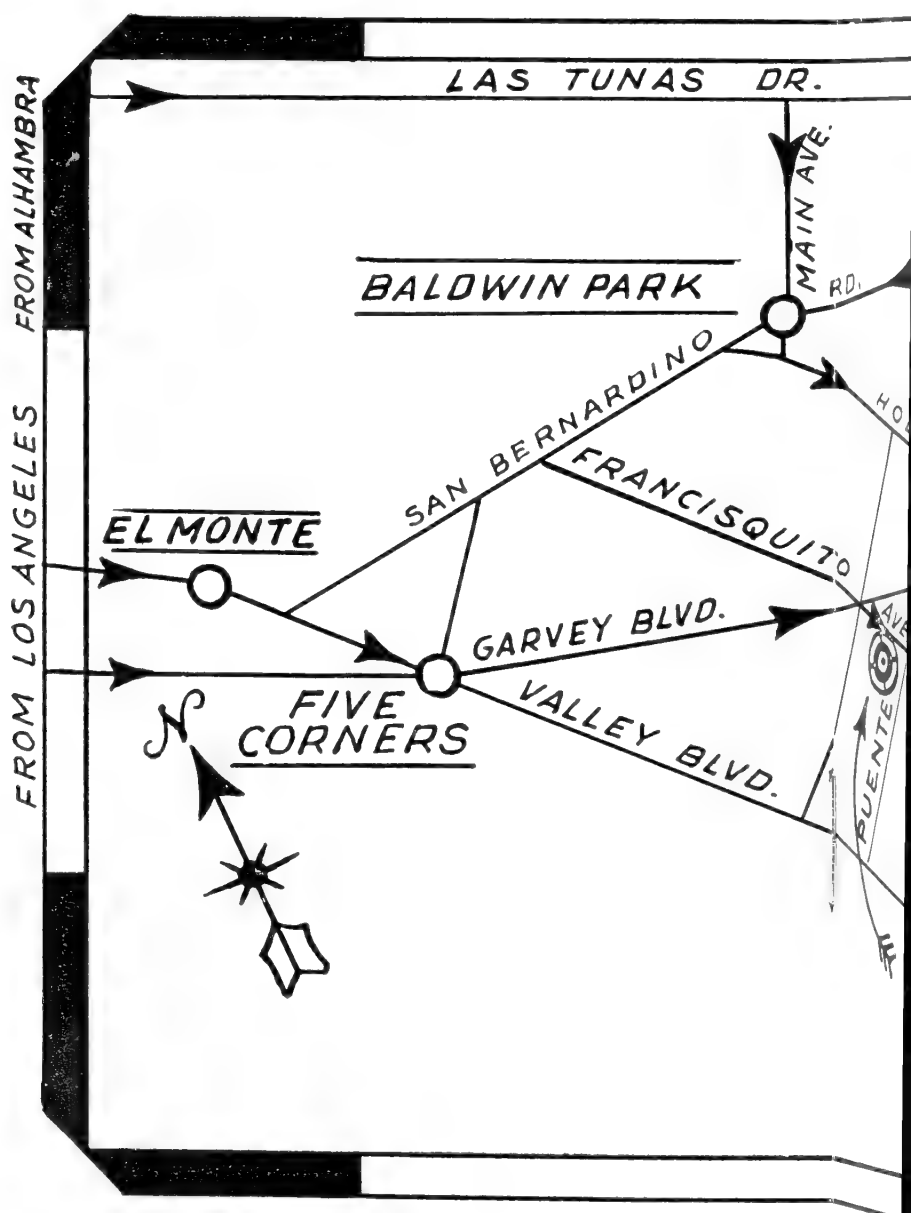 LAS TUNAS DR.
FROM ALHAMBRA
MAIN AVE.
BALDWIN PARK
RD.
SAN BERNARDINO
FRANCISQUITO
AVE
FROM LOS ANGELES
EL MONTE
GARVEY BLVD.
FIVE
CORNERS
VALLEY BLVD.
PUENTE
N